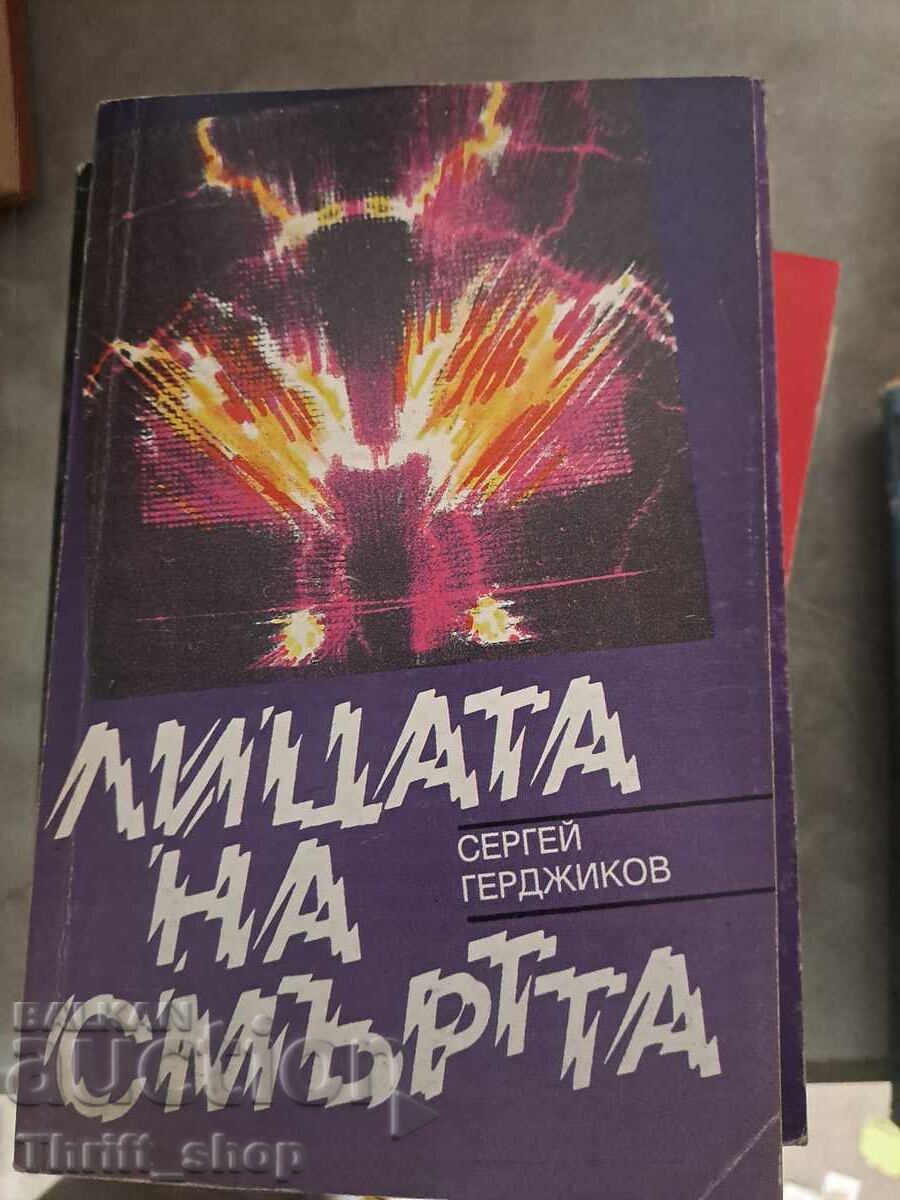 ЛИЦАТА
СЕРГЕЙ
ГЕРДЖИКОВ
НА
СМЪРТТА
BALKAN
auction
Thrift_shop